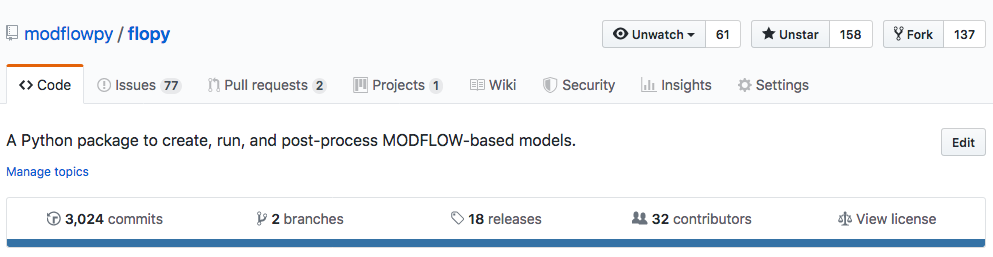 modflowpy / flopy Unwatch 61 Unstar 158 Fork 137
Code Issues 77 Pull requests 2 Projects 1 Wiki Security Insights Settings
A Python package to create, run, and post-process MODFLOW-based models. Edit
Manage topics
3,024 commits 2 branches 18 releases 32 contributors View license